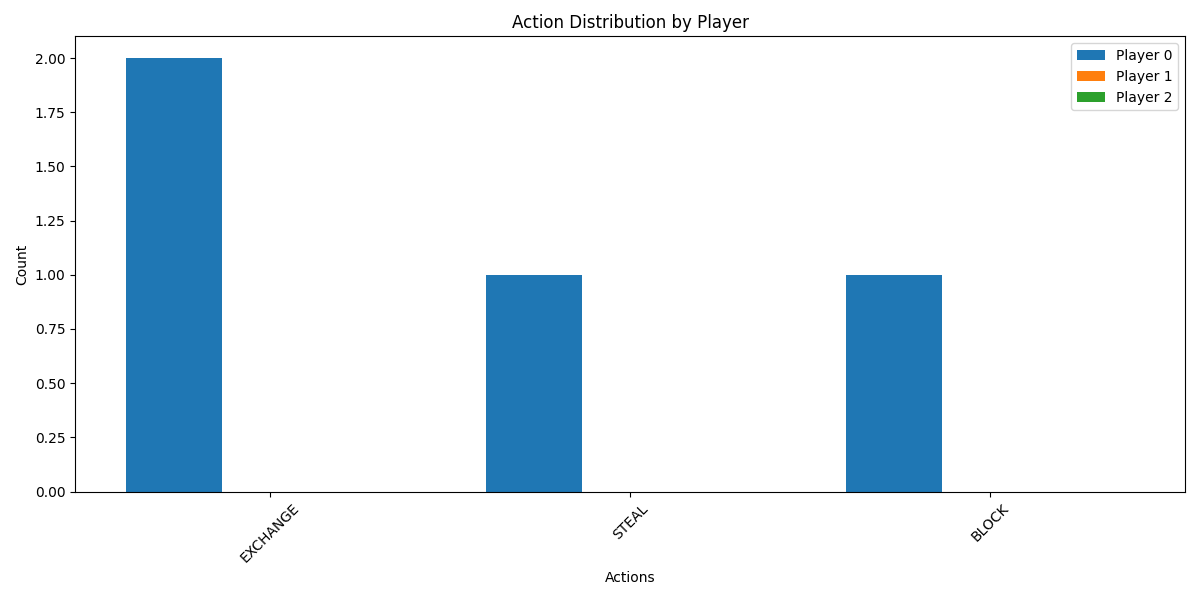 Action Distribution by Player
Player 0
Player 1
Player 2
Count
2.00
1.75
1.50
1.25
1.00
0.75
0.50
0.25
0.00
EXCHANGE
STEAL
BLOCK
Actions